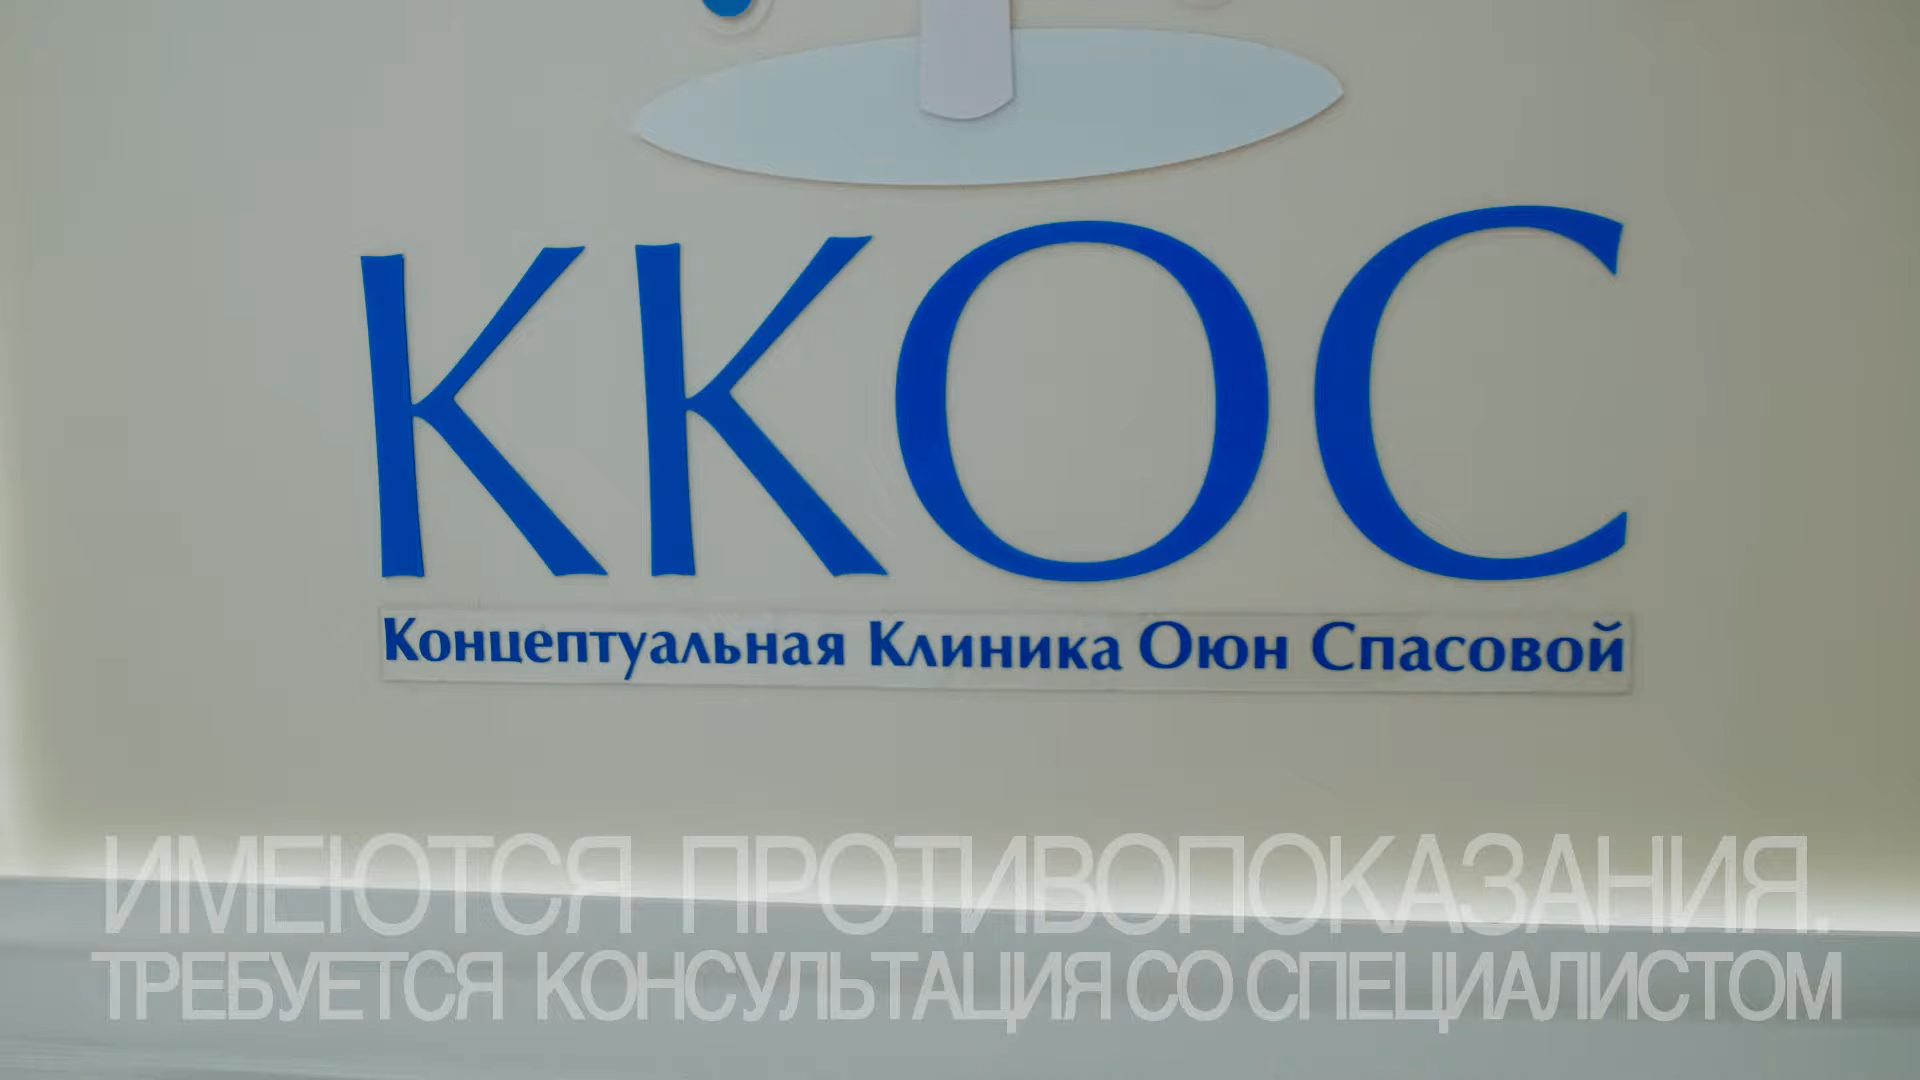 ККОС
Концептуальная Клиника Оюн Спасовой
ИМЕЮТСЯ ПРОТИВОПОКАЗАНИЯ.
ТРЕБУЕТСЯ КОНСУЛЬТАЦИЯ СО СПЕЦИАЛИСТОМ